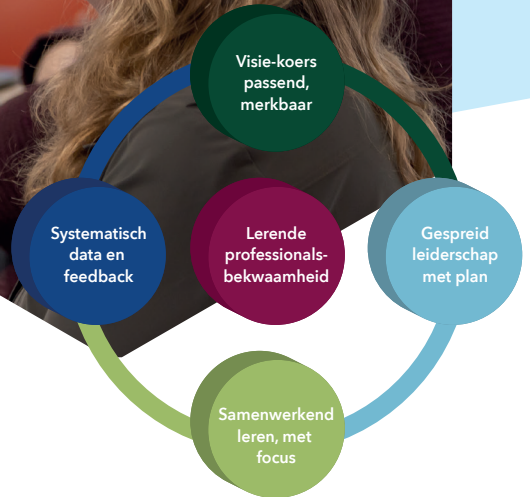 Visie-koers
passend,
merkbaar
Systematisch
data en
feedback
Lerende
professionals-
bekwaamheid
Gespreid
leiderschap
met plan
Samenwerkend
leren, met
focus